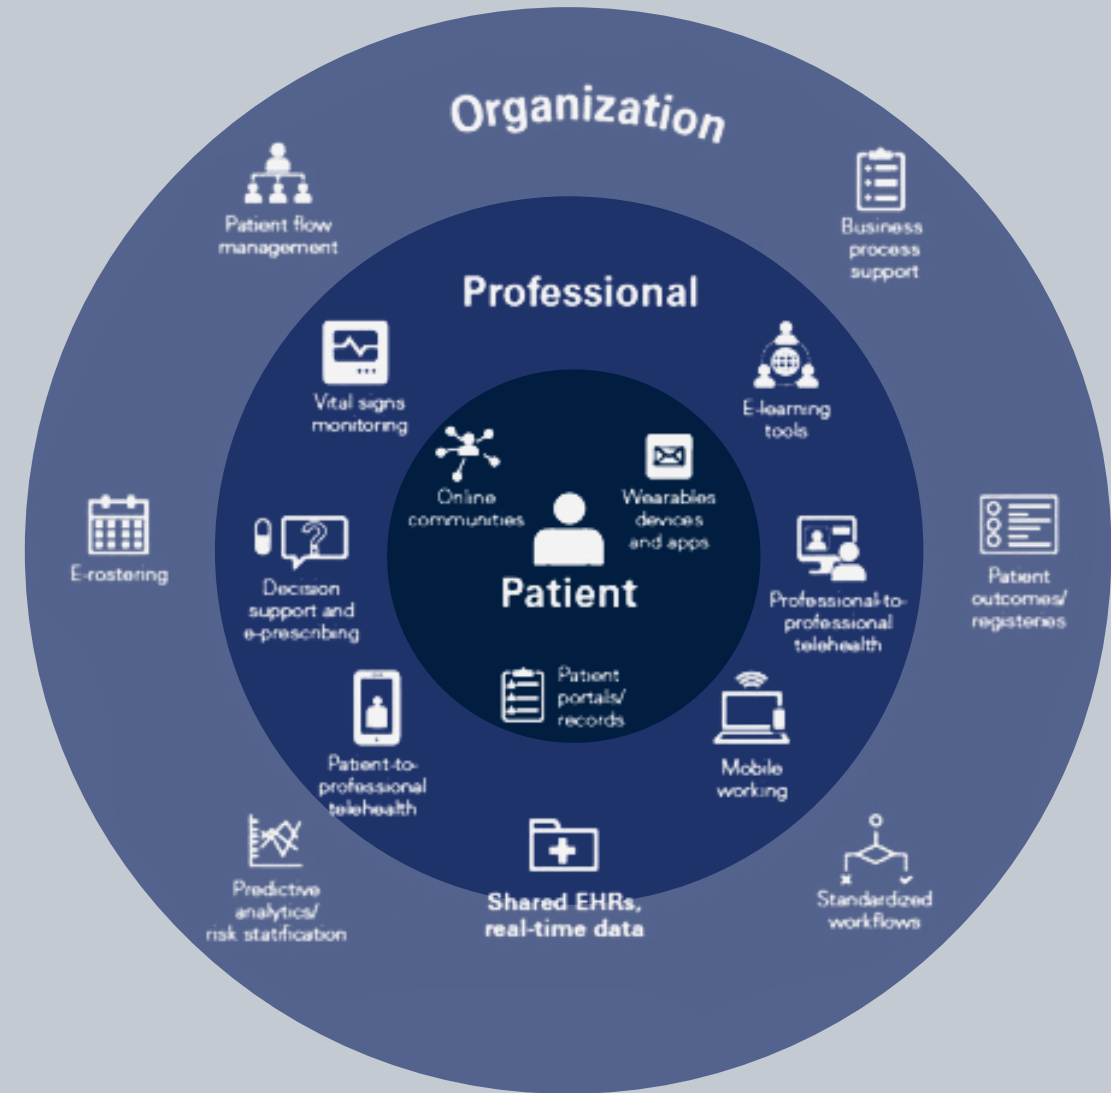 Organization
Patient flow
management
Business
process
support
Professional
Vital signs
monitoring
E-learning
tools
Online
communities
Wearables
devices
and apps
Patient
E-rostering
Decision
support and
e-prescribing
Professional-to-
professional
telehealth
Patient
outcomes/
registeries
Patient
portals/
records
Patient-to-
professional
telehealth
Mobile
working
Predictive
analytics/
risk statification
Shared EHRs,
real-time data
Standardized
workflows